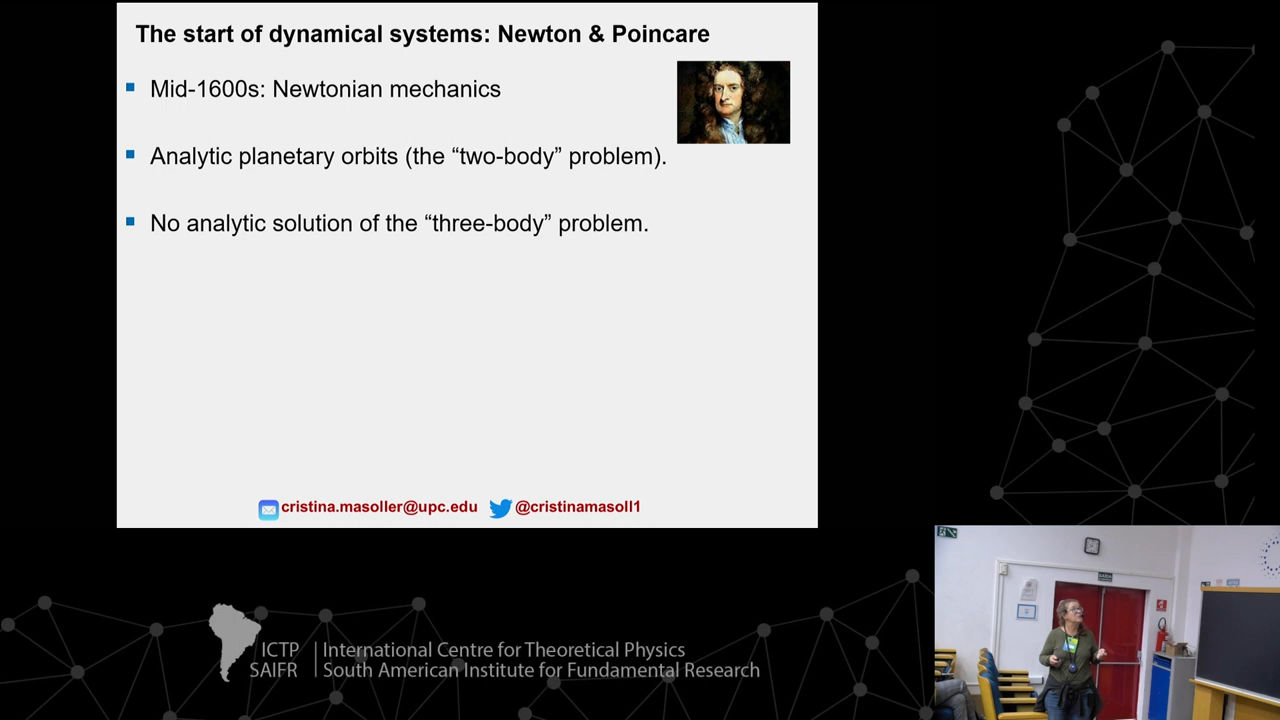 The start of dynamical systems: Newton & Poincare
Mid-1600s: Newtonian mechanics
Analytic planetary orbits (the “two-body” problem).
No analytic solution of the “three-body” problem.
cristina.masoller@upc.edu @cristinamasoll1
ICTP International Centre for Theoretical Physics
SAIFR South American Institute for Fundamental Research